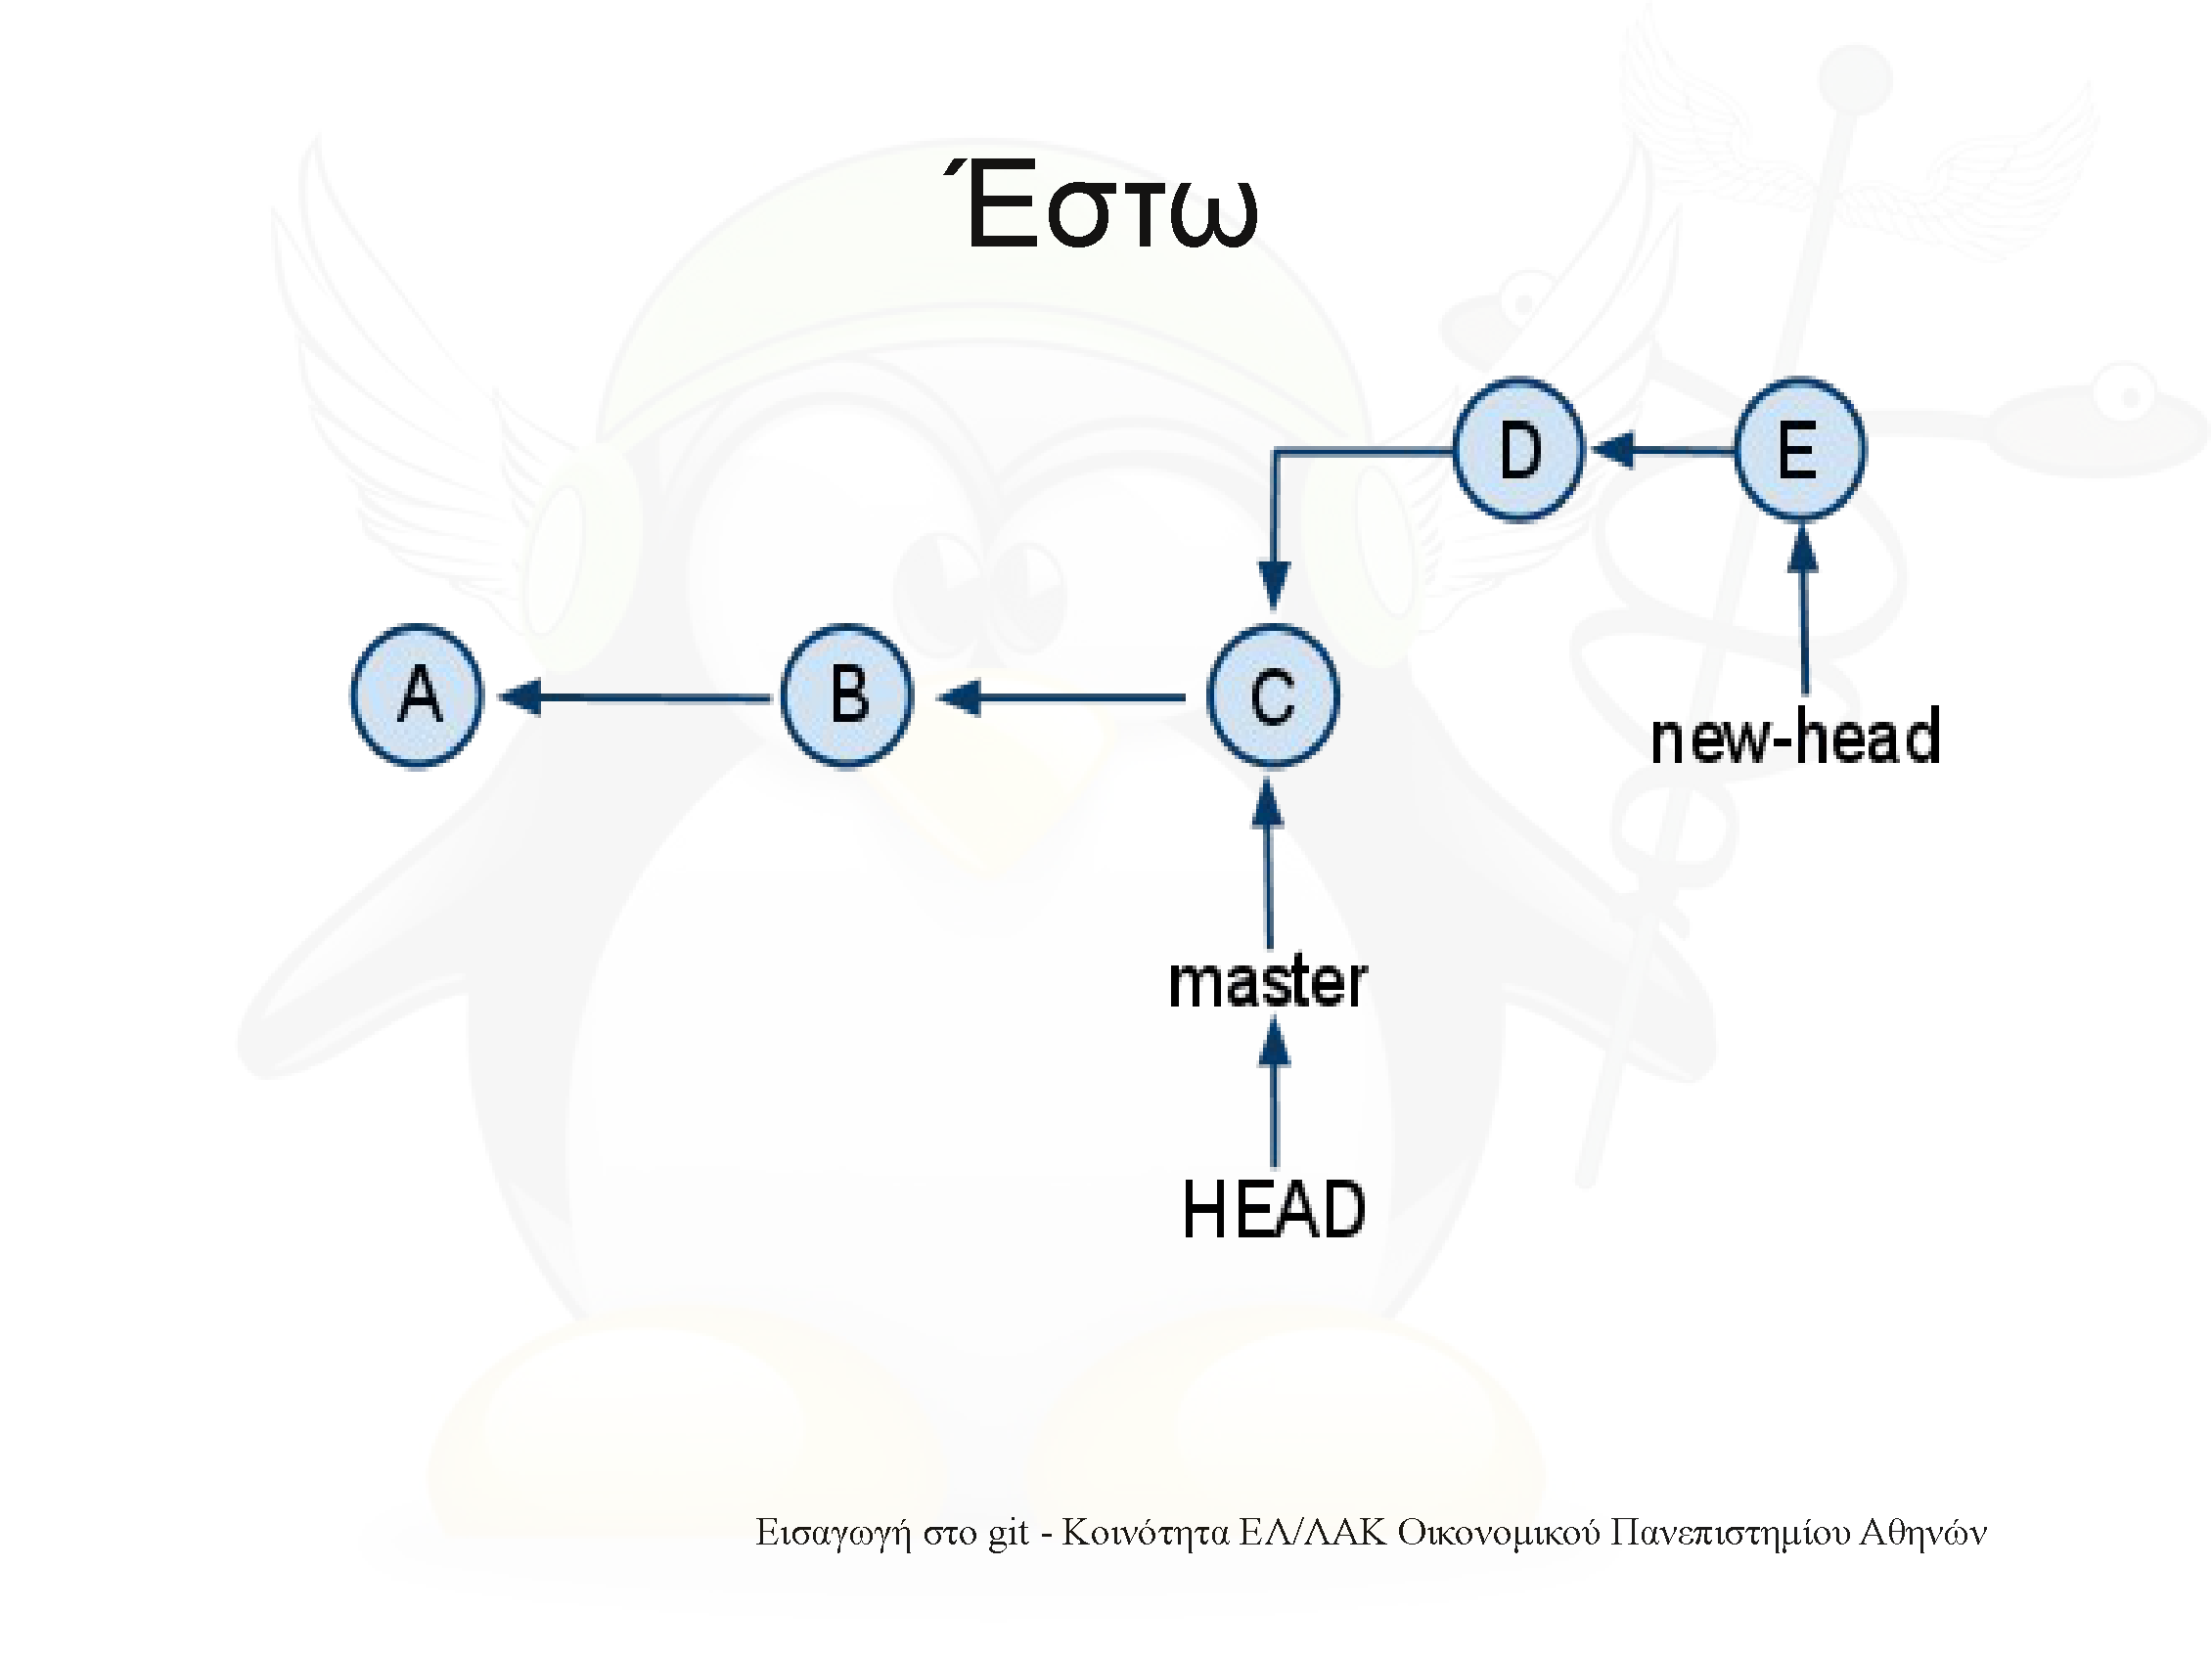 Έστω
D E
A B C
new-head
master
HEAD
Εισαγωγή στο git - Κοινότητα ΕΛ/ΛΑΚ Οικονομικού Πανεπιστημίου Αθηνών